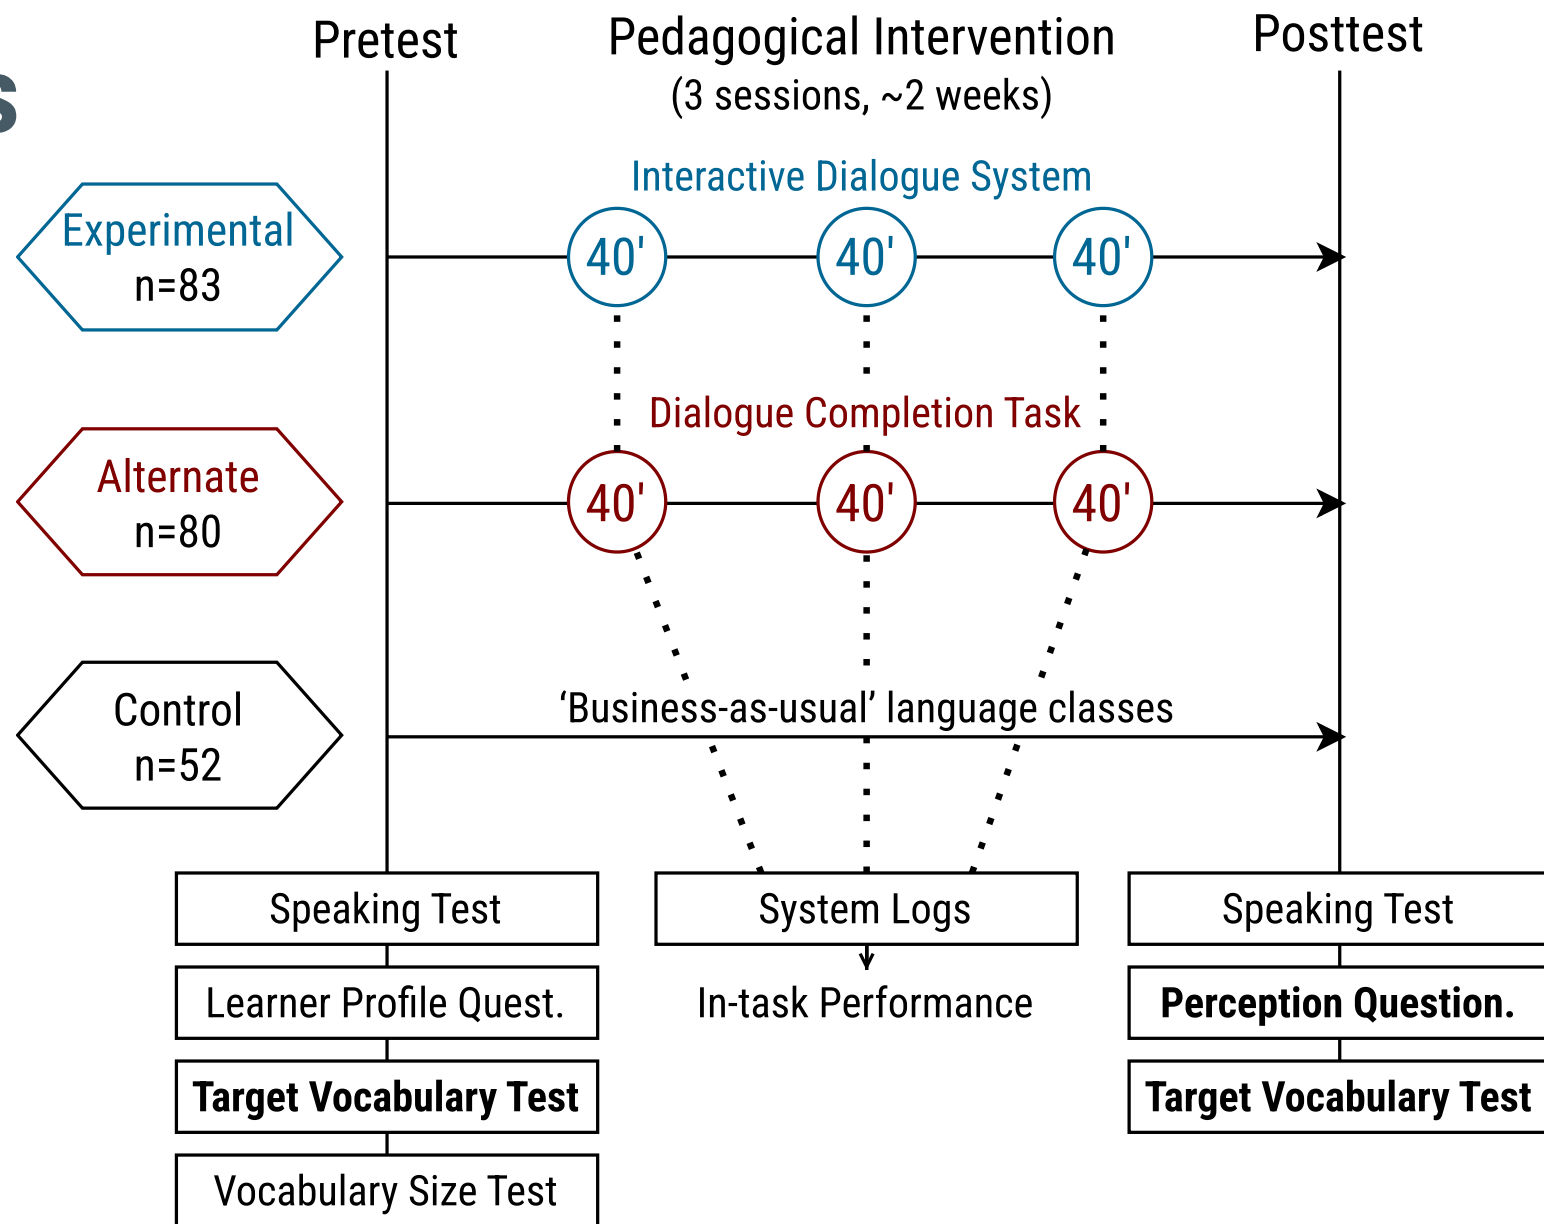 Pretest
Pedagogical Intervention
(3 sessions, ~2 weeks)
Posttest
s
Interactive Dialogue System
Experimental
n=83
40'
40'
40'
Dialogue Completion Task
Alternate
n=80
40'
40'
40'
Control
n=52
‘Business-as-usual’ language classes
Speaking Test
Learner Profile Quest.
Target Vocabulary Test
Vocabulary Size Test
System Logs
In-task Performance
Speaking Test
Perception Question.
Target Vocabulary Test